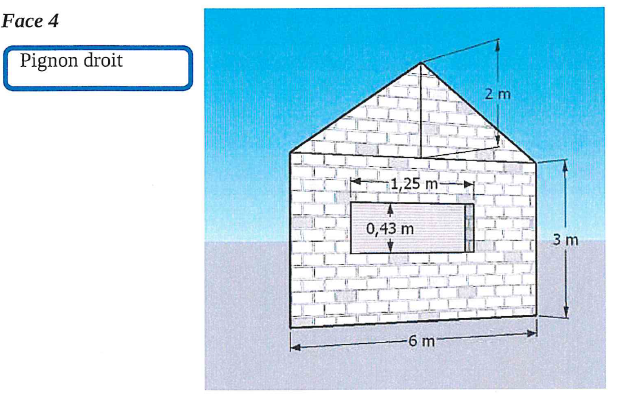 Face 4
Pignon droit
2 m
1,25 m
0,43 m
3 m
6 m